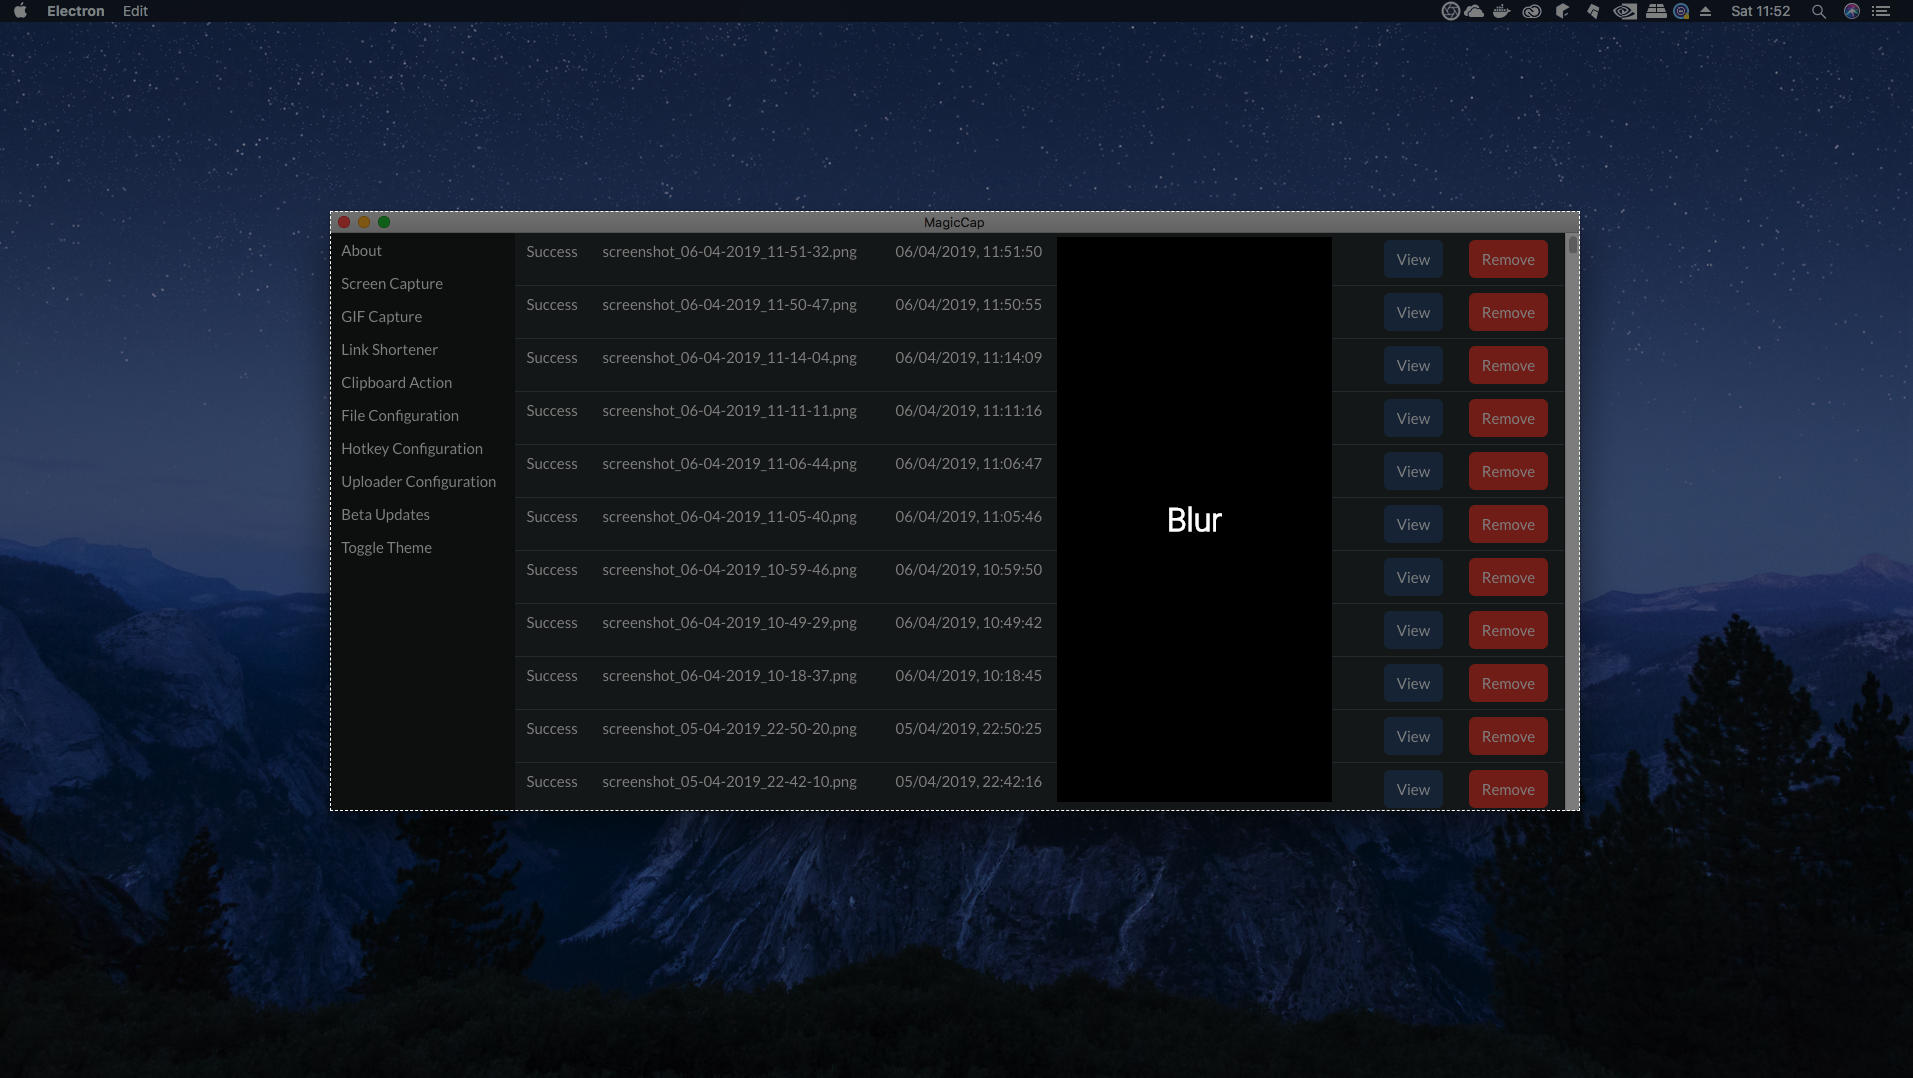 Electron Edit Sat 11:52
MagicCap
About
Screen Capture
GIF Capture
Link Shortener
Clipboard Action
File Configuration
Hotkey Configuration
Uploader Configuration
Beta Updates
Toggle Theme
Success screenshot_06-04-2019_11-51-32.png 06/04/2019, 11:51:50 View Remove
Success screenshot_06-04-2019_11-50-47.png 06/04/2019, 11:50:55 View Remove
Success screenshot_06-04-2019_11-14-04.png 06/04/2019, 11:14:09 View Remove
Success screenshot_06-04-2019_11-11-11.png 06/04/2019, 11:11:16 View Remove
Success screenshot_06-04-2019_11-06-44.png 06/04/2019, 11:06:47 View Remove
Success screenshot_06-04-2019_11-05-40.png 06/04/2019, 11:05:46 View Remove
Success screenshot_06-04-2019_10-59-46.png 06/04/2019, 10:59:50 View Remove
Success screenshot_06-04-2019_10-49-29.png 06/04/2019, 10:49:42 View Remove
Success screenshot_06-04-2019_10-18-37.png 06/04/2019, 10:18:45 View Remove
Success screenshot_05-04-2019_22-50-20.png 05/04/2019, 22:50:25 View Remove
Success screenshot_05-04-2019_22-42-10.png 05/04/2019, 22:42:16 View Remove
Blur